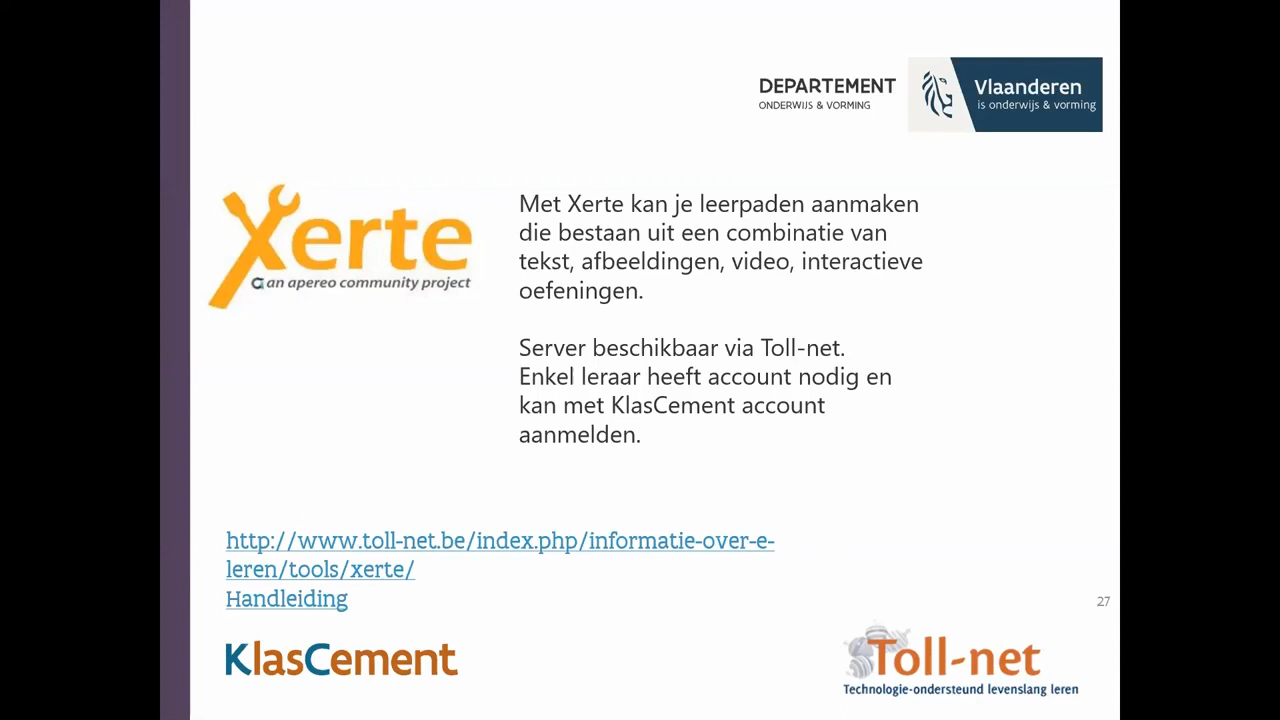 DEPARTEMENT
ONDERWIJS & VORMING
Vlaanderen
is onderwijs & vorming
Xerte
an apereo community project
Met Xerte kan je leerpaden aanmaken
die bestaan uit een combinatie van
tekst, afbeeldingen, video, interactieve
oefeningen.
Server beschikbaar via Toll-net.
Enkel leraar heeft account nodig en
kan met KlasCement account
aanmelden.
http://www.toll-net.be/index.php/informatie-over-e-
leren/tools/xerte/
Handleiding
27
KlasCement
Toll-net
Technologie-ondersteund levenslang leren